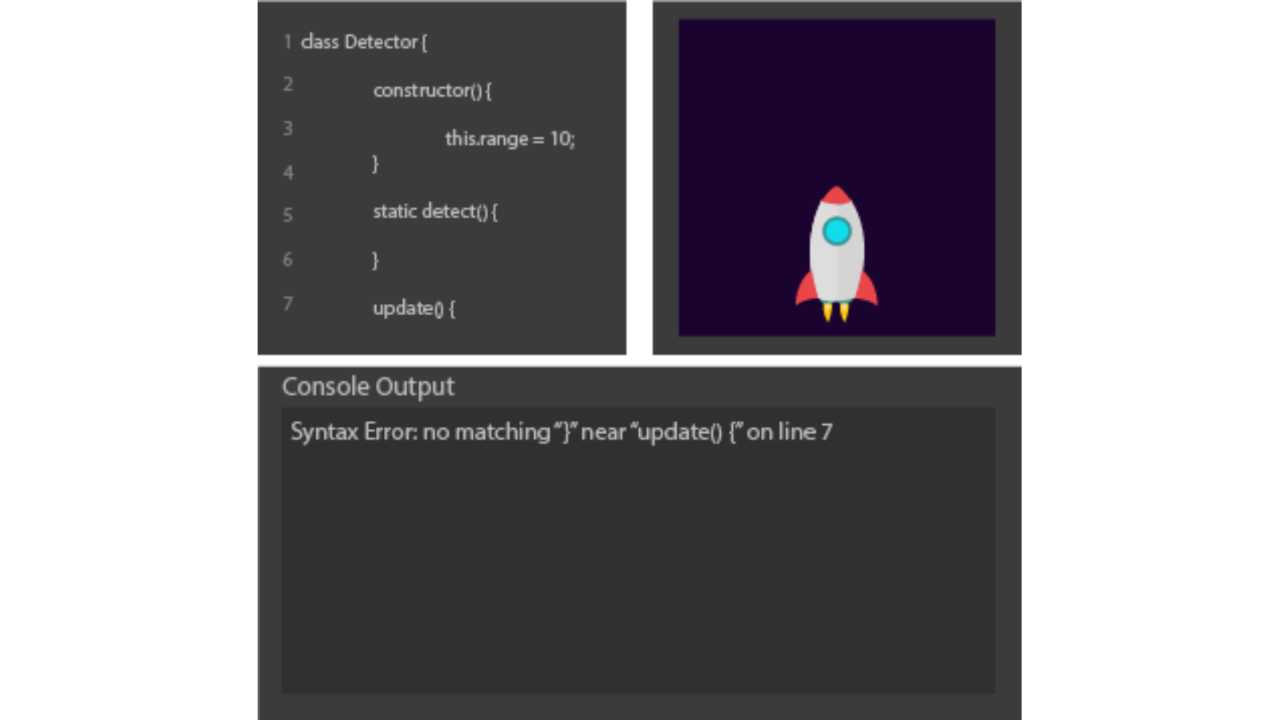 1 class Detector {
2 constructor() {
3 this.range = 10;
4 }
5 static detect() {
6 }
7 update() {
Console Output
Syntax Error: no matching “}” near “update() {” on line 7